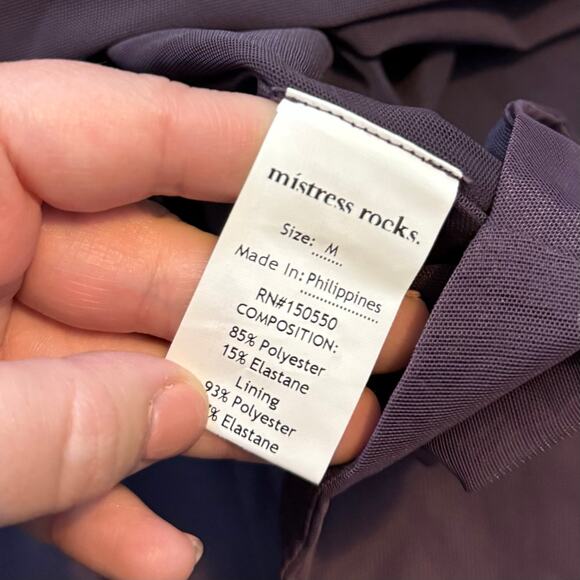 mistress rocks.
Size: M
Made In: Philippines
RN#150550
COMPOSITION:
85% Polyester
15% Elastane
Lining
93% Polyester
% Elastane